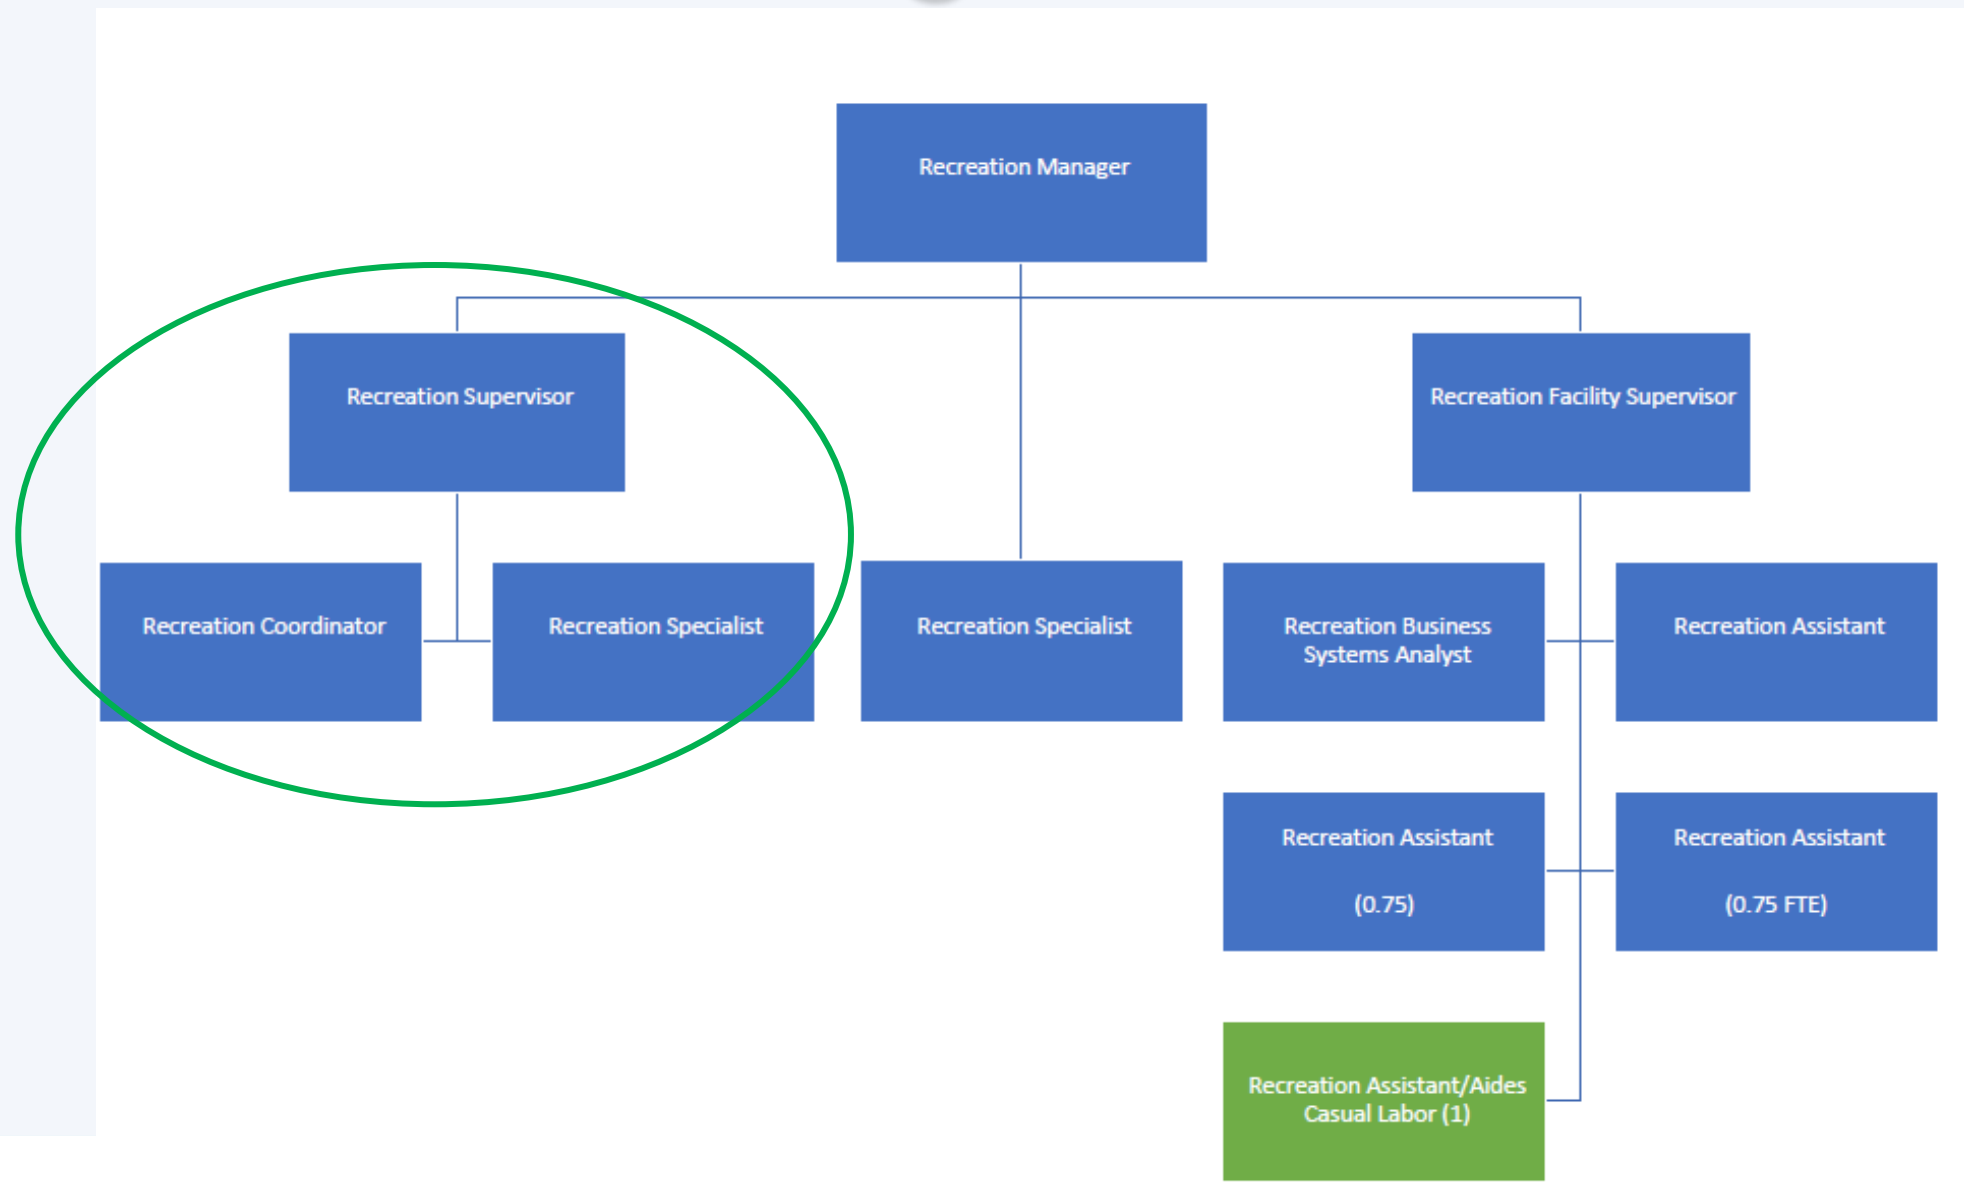 Recreation Manager
Recreation Supervisor
Recreation Facility Supervisor
Recreation Coordinator
Recreation Specialist
Recreation Specialist
Recreation Business
Systems Analyst
Recreation Assistant
Recreation Assistant
(0.75)
Recreation Assistant
(0.75 FTE)
Recreation Assistant/Aides
Casual Labor (1)